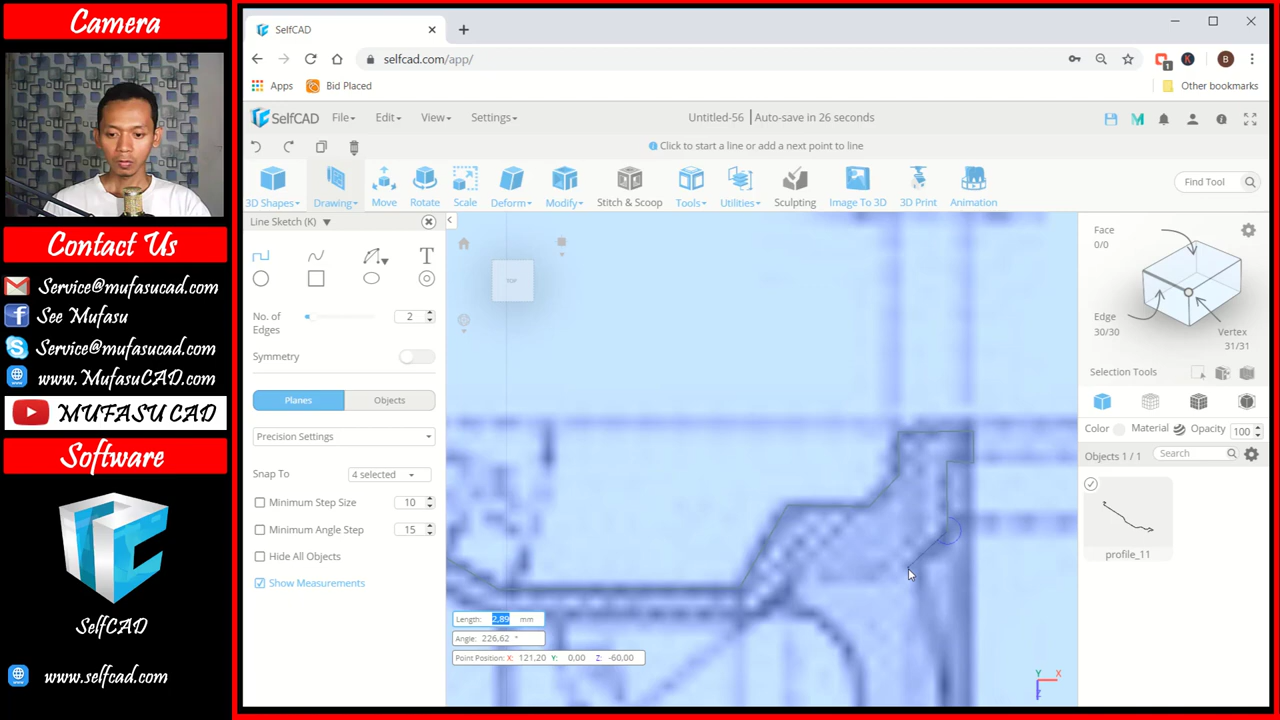 Camera
Contact Us
Service@mufasucad.com
See Mufasu
Service@mufasucad.com
www.MufasuCAD.com
MUFASU CAD
Software
SelfCAD
www.selfcad.com
SelfCAD
selfcad.com/app/
1
K
B
Apps
Bid Placed
Other bookmarks
SelfCAD
File
Edit
View
Settings
Untitled-56
Auto-save in 26 seconds
Click to start a line or add a next point to line
3D Shapes
Drawing
Move
Rotate
Scale
Deform
Modify
Stitch & Scoop
Tools
Utilities
Sculpting
Image To 3D
3D Print
Animation
Find Tool
Line Sketch (K)
T
No. of Edges
2
Symmetry
Planes
Objects
Precision Settings
Snap To
4 selected
Minimum Step Size
10
Minimum Angle Step
15
Hide All Objects
Show Measurements
TOP
Length: 2,89 mm
Angle: 226,62 °
Point Position: X: 121,20 Y: 0,00 Z: -60,00
Y
X
Z
Face
0/0
Edge
30/30
Vertex
31/31
Selection Tools
Color
Material
Opacity
100
Objects 1 / 1
Search
profile_11